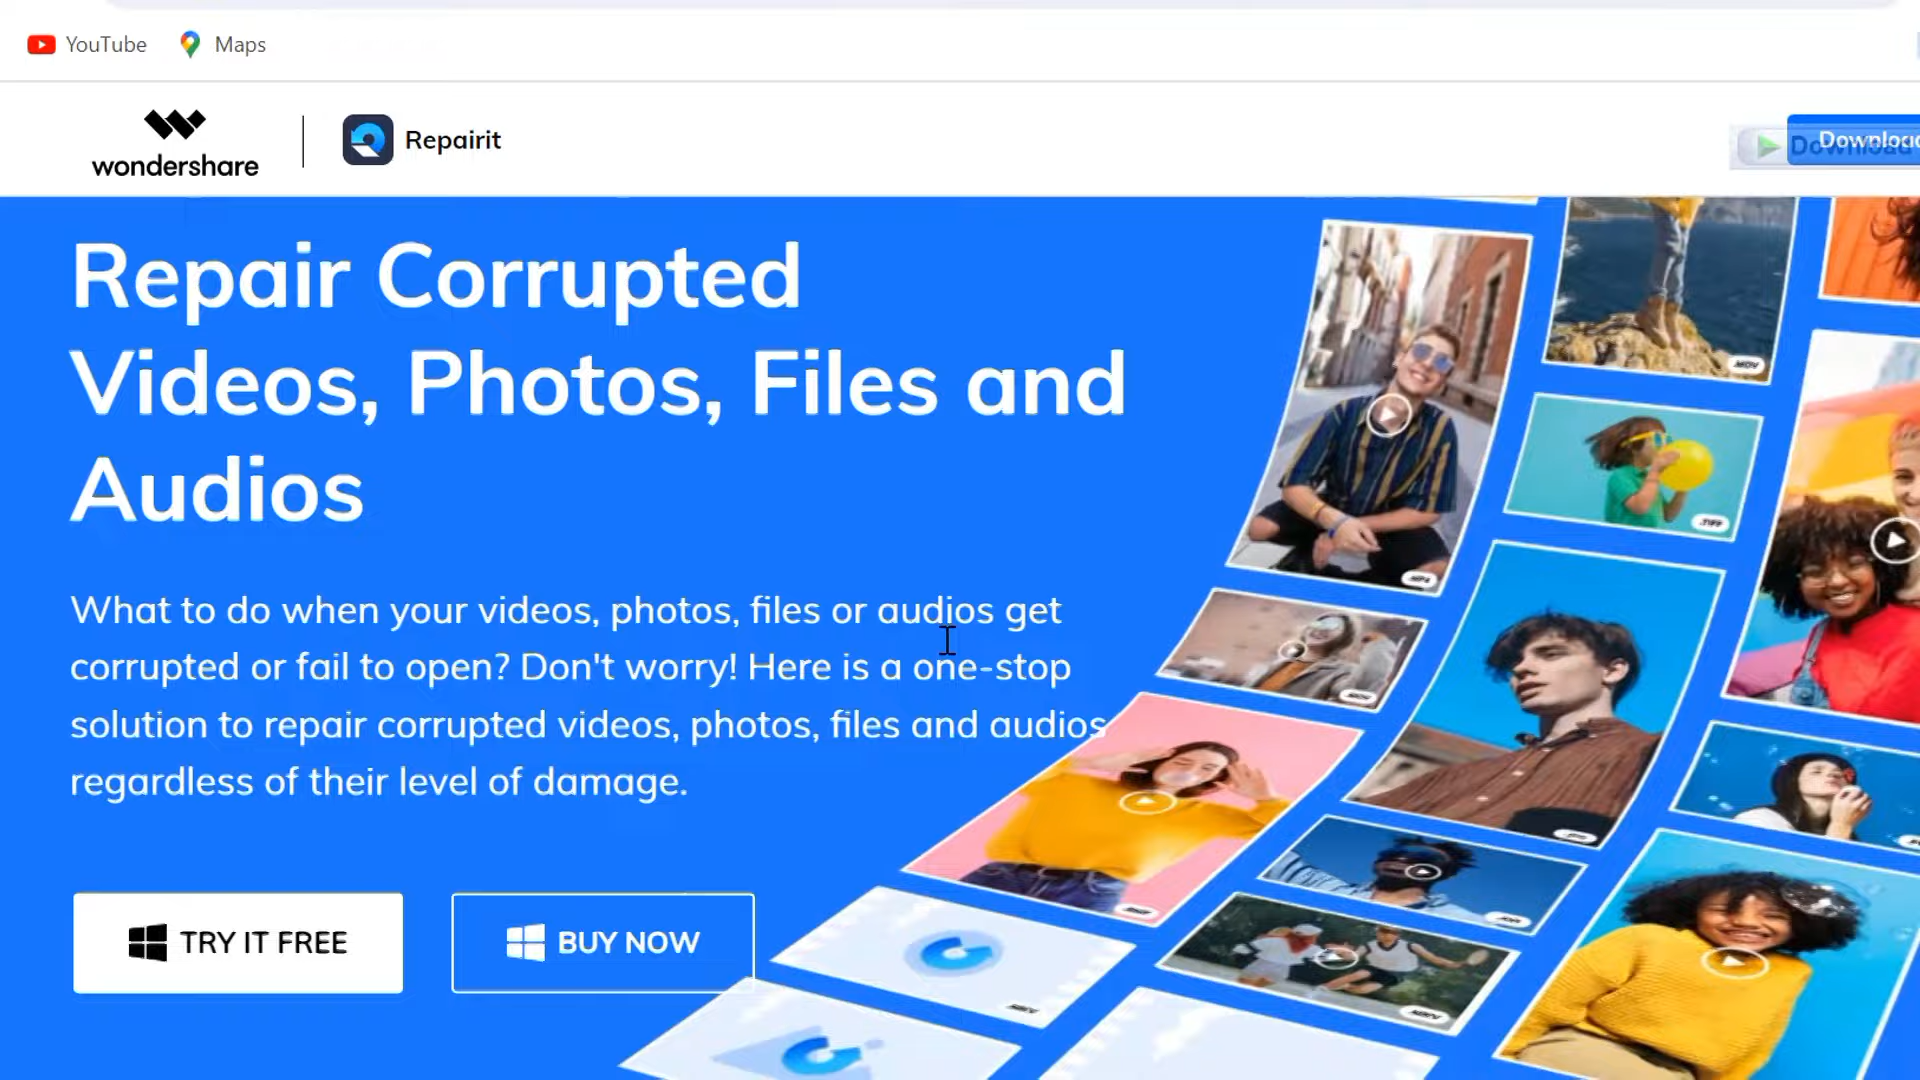 YouTube
Maps
wondershare
Repairit
Download
Repair Corrupted
Videos, Photos, Files and
Audios
What to do when your videos, photos, files or audios get
corrupted or fail to open? Don't worry! Here is a one-stop
solution to repair corrupted videos, photos, files and audios
regardless of their level of damage.
TRY IT FREE
BUY NOW